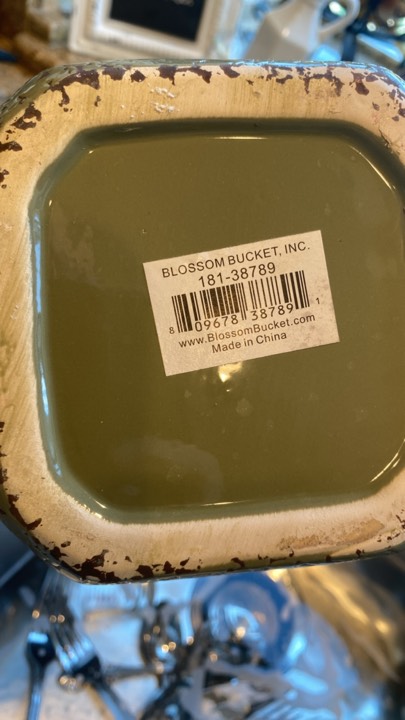 BLOSSOM BUCKET, INC.
181-38789
8 09678 38789 1
www.BlossomBucket.com
Made in China